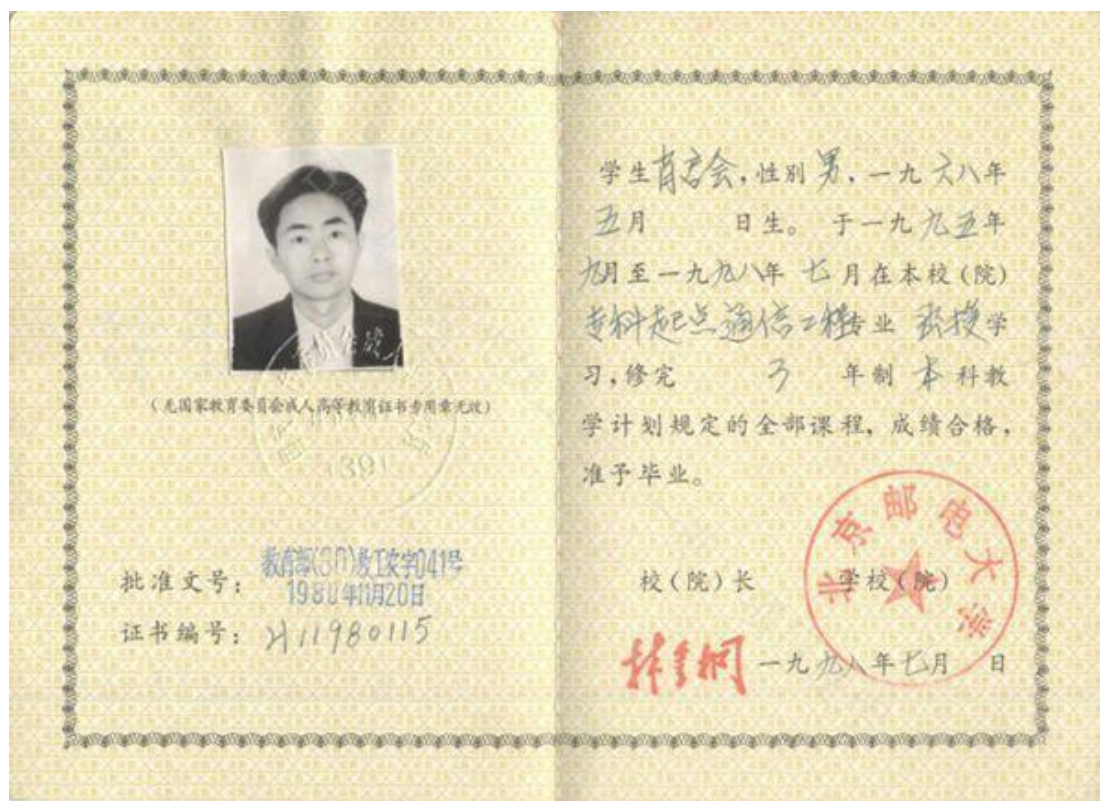 (无国家教育委员会成人高等教育证书专用章无效)
批准文号: 教育部(80)教工农字041号
1980年11月20日
证书编号: 211980115
学生肖 会,性别男,一九六八年
五月 日生。 于一九九五年
九月至一九九八年 七月在本校(院)
专科起点通信工程专业 函授学
习,修完 3 年制 本科教
学计划规定的全部课程,成绩合格,
准予毕业。
校(院)长 学校(院)
北京邮电大学
一九九八年七月 日